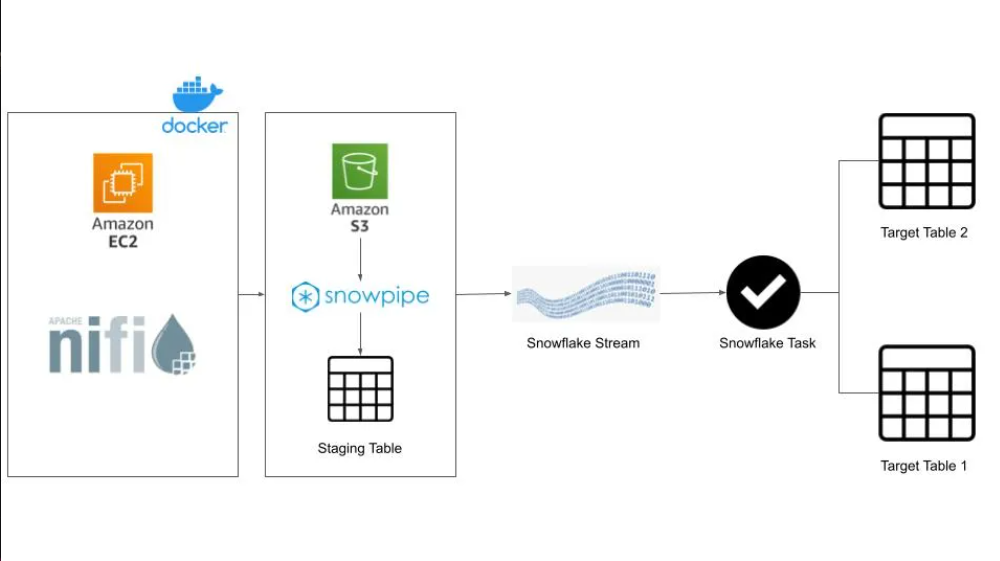 docker
Amazon
EC2
APACHE
nifi
Amazon
S3
snowpipe
Staging Table
Snowflake Stream
Snowflake Task
Target Table 2
Target Table 1